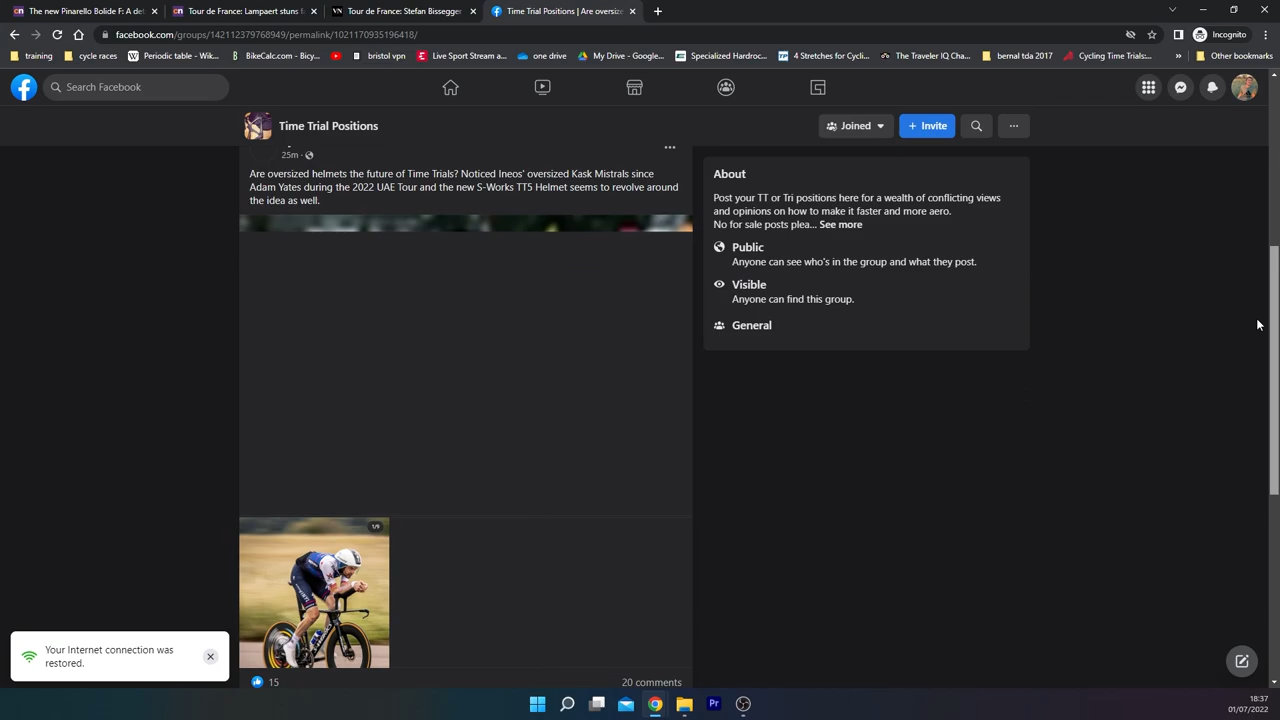 The new Pinarello Bolide F: A det
Tour de France: Lampaert stuns f
Tour de France: Stefan Bissegger
Time Trial Positions | Are oversize
facebook.com/groups/142112379768949/permalink/1021170935196418/
Incognito
training
cycle races
Periodic table - Wik...
BikeCalc.com - Bicy...
bristol vpn
Live Sport Stream a...
one drive
My Drive - Google...
Specialized Hardroc...
4 Stretches for Cycli...
The Traveler IQ Cha...
bernal tda 2017
Cycling Time Trials:...
Other bookmarks
Search Facebook
Time Trial Positions
Joined
+ Invite
25m
Are oversized helmets the future of Time Trials? Noticed Ineos' oversized Kask Mistrals since
Adam Yates during the 2022 UAE Tour and the new S-Works TT5 Helmet seems to revolve around
the idea as well.
About
Post your TT or Tri positions here for a wealth of conflicting views
and opinions on how to make it faster and more aero.
No for sale posts plea... See more
Public
Anyone can see who's in the group and what they post.
Visible
Anyone can find this group.
General
Your Internet connection was
restored.
15
20 comments
18:37
01/07/2022